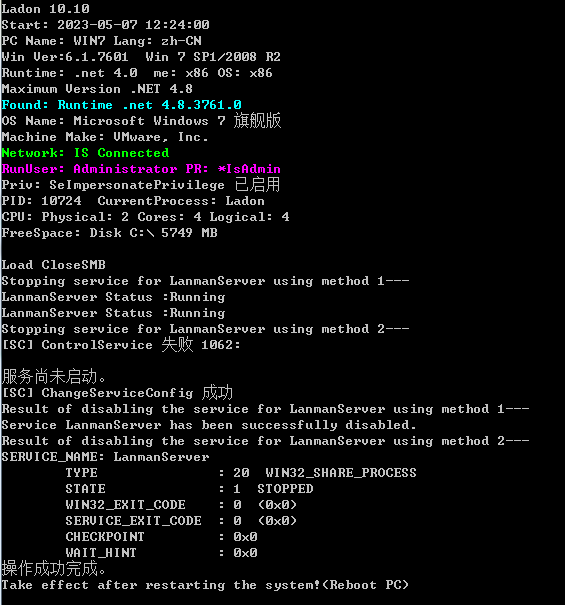 Ladon 10.10
Start: 2023-05-07 12:24:00
PC Name: WIN7 Lang: zh-CN
Win Ver:6.1.7601  Win 7 SP1/2008 R2
Runtime: .net 4.0  me: x86 OS: x86
Maximum Version .NET 4.8
Found: Runtime .net 4.8.3761.0
OS Name: Microsoft Windows 7 旗舰版
Machine Make: VMware, Inc.
Network: IS Connected
RunUser: Administrator PR: *IsAdmin
Priv: SeImpersonatePrivilege 已启用
PID: 10724  CurrentProcess: Ladon
CPU: Physical: 2 Cores: 4 Logical: 4
FreeSpace: Disk C:\ 5749 MB
Load CloseSMB
Stopping service for LanmanServer using method 1---
LanmanServer Status :Running
LanmanServer Status :Running
Stopping service for LanmanServer using method 2---
[SC] ControlService 失败 1062:
服务尚未启动。
[SC] ChangeServiceConfig 成功
Result of disabling the service for LanmanServer using method 1---
Service LanmanServer has been successfully disabled.
Result of disabling the service for LanmanServer using method 2---
SERVICE_NAME: LanmanServer
        TYPE               : 20  WIN32_SHARE_PROCESS
        STATE              : 1  STOPPED
        WIN32_EXIT_CODE    : 0  (0x0)
        SERVICE_EXIT_CODE  : 0  (0x0)
        CHECKPOINT         : 0x0
        WAIT_HINT          : 0x0
操作成功完成。
Take effect after restarting the system!(Reboot PC)